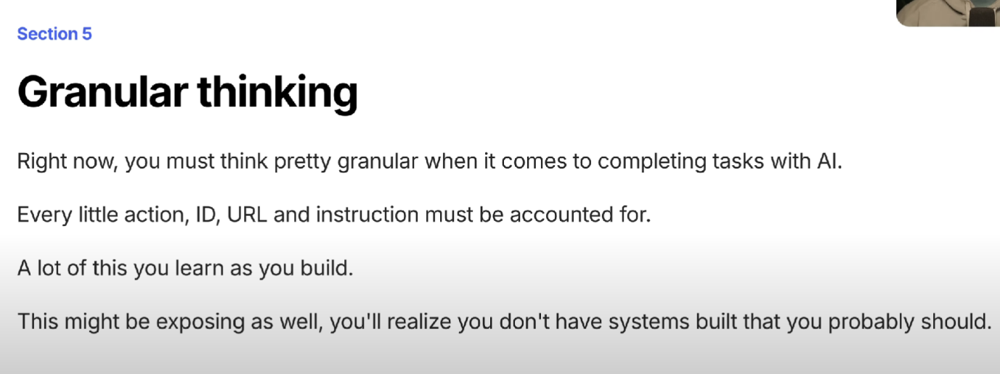 Section 5
Granular thinking
Right now, you must think pretty granular when it comes to completing tasks with AI.
Every little action, ID, URL and instruction must be accounted for.
A lot of this you learn as you build.
This might be exposing as well, you'll realize you don't have systems built that you probably should.